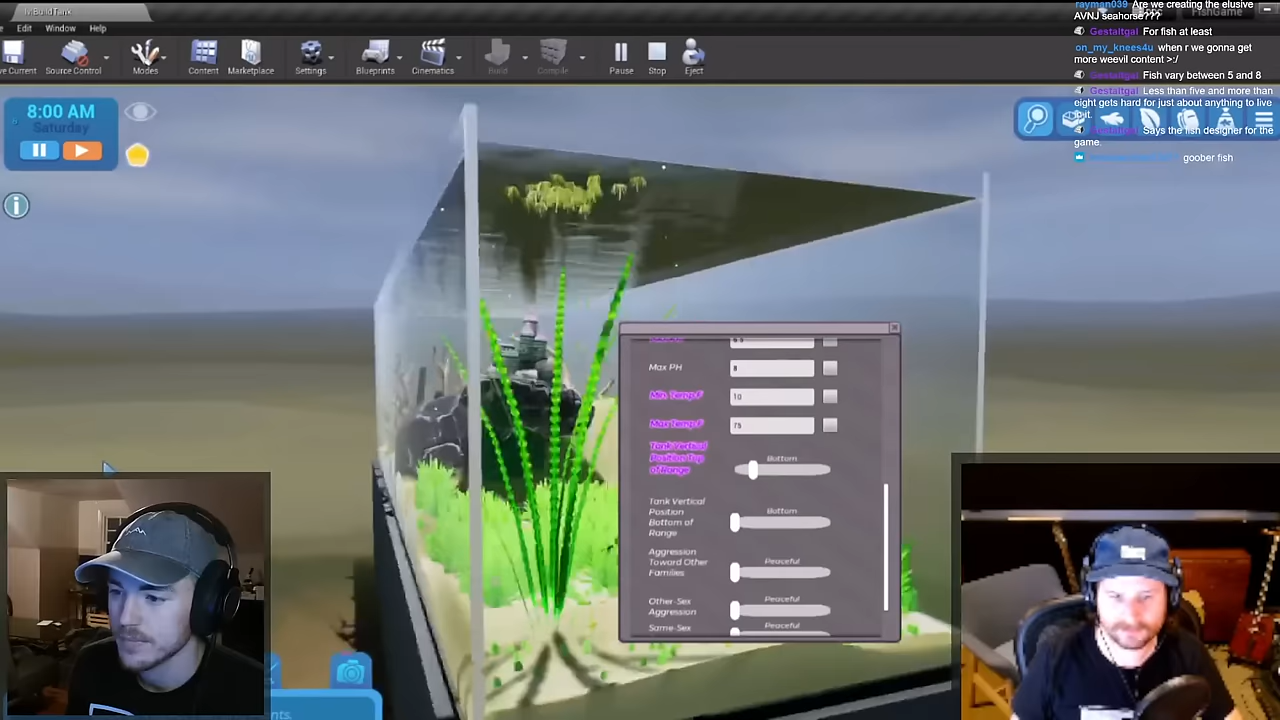 Edit Window Help
Source Control
Modes
Content
Marketplace
Settings
Blueprints
Cinematics
Build
Compile
Pause
Stop
Eject
8:00 AM
Saturday
rayman039 Are we creating the elusive
AVNJ seahorse???
Gestaltgal For fish at least
on_my_knees4u when r we gonna get
more weevil content >:/
Gestaltgal Fish vary between 5 and 8
Gestaltgal Less than five and more than
eight gets hard for just about anything to live
Gestaltgal Says the fish designer for the
game.
goober fish
Max PH
8
Min Temp F
10
Max Temp F
75
Tank Vertical
Position Top
of Range
Bottom
Tank Vertical
Position
Bottom of
Range
Bottom
Aggression
Toward Other
Families
Peaceful
Other-Sex
Aggression
Peaceful
Same-Sex
Peaceful